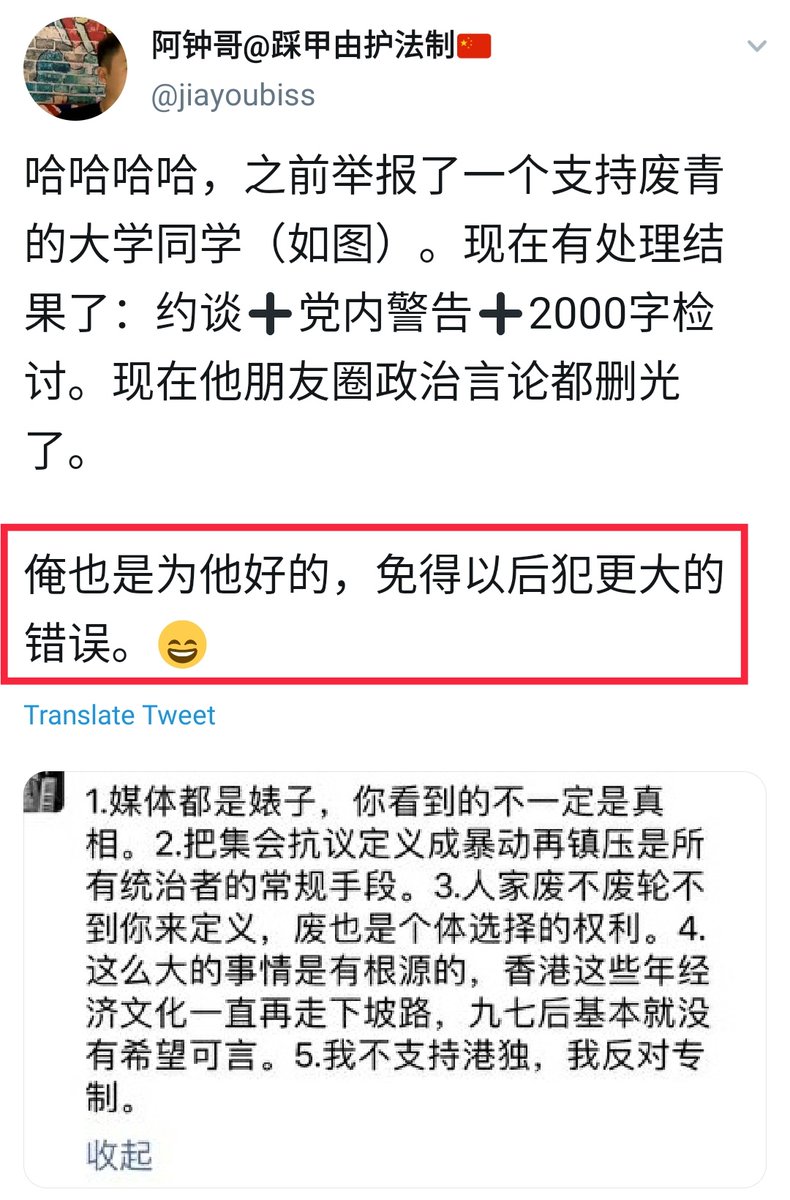 阿钟哥@踩甲由护法制🇨🇳
@jiayoubiss
哈哈哈哈，之前举报了一个支持废青
的大学同学（如图）。现在有处理结
果了：约谈➕党内警告➕2000字检
讨。现在他朋友圈政治言论都删光
了。
俺也是为他好的，免得以后犯更大的
错误。😄
Translate Tweet
1.媒体都是婊子，你看到的不一定是真
相。2.把集会抗议定义成暴动再镇压是所
有统治者的常规手段。3.人家废不废轮不
到你来定义，废也是个体选择的权利。4.
这么大的事情是有根源的，香港这些年经
济文化一直再走下坡路，九七后基本就没
有希望可言。5.我不支持港独，我反对专
制。
收起